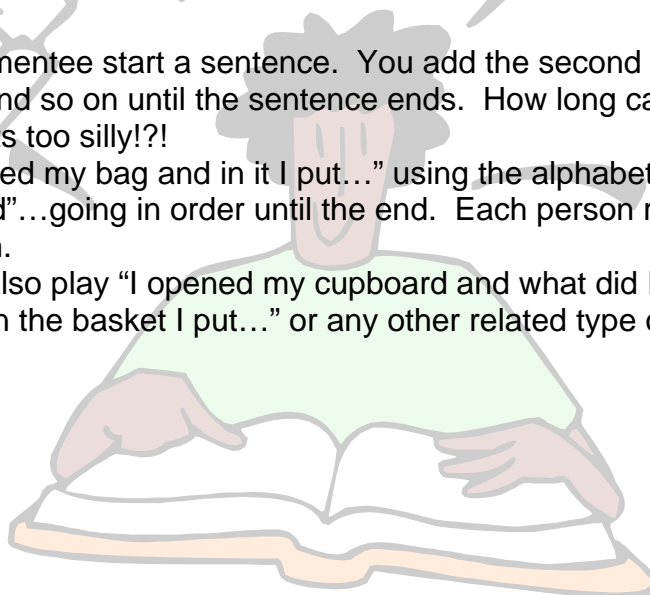 mentee start a sentence.  You add the second
nd so on until the sentence ends.  How long ca
s too silly!?!
ed my bag and in it I put…” using the alphabet
d”…going in order until the end.  Each person
n.
lso play “I opened my cupboard and what did
n the basket I put…” or any other related type